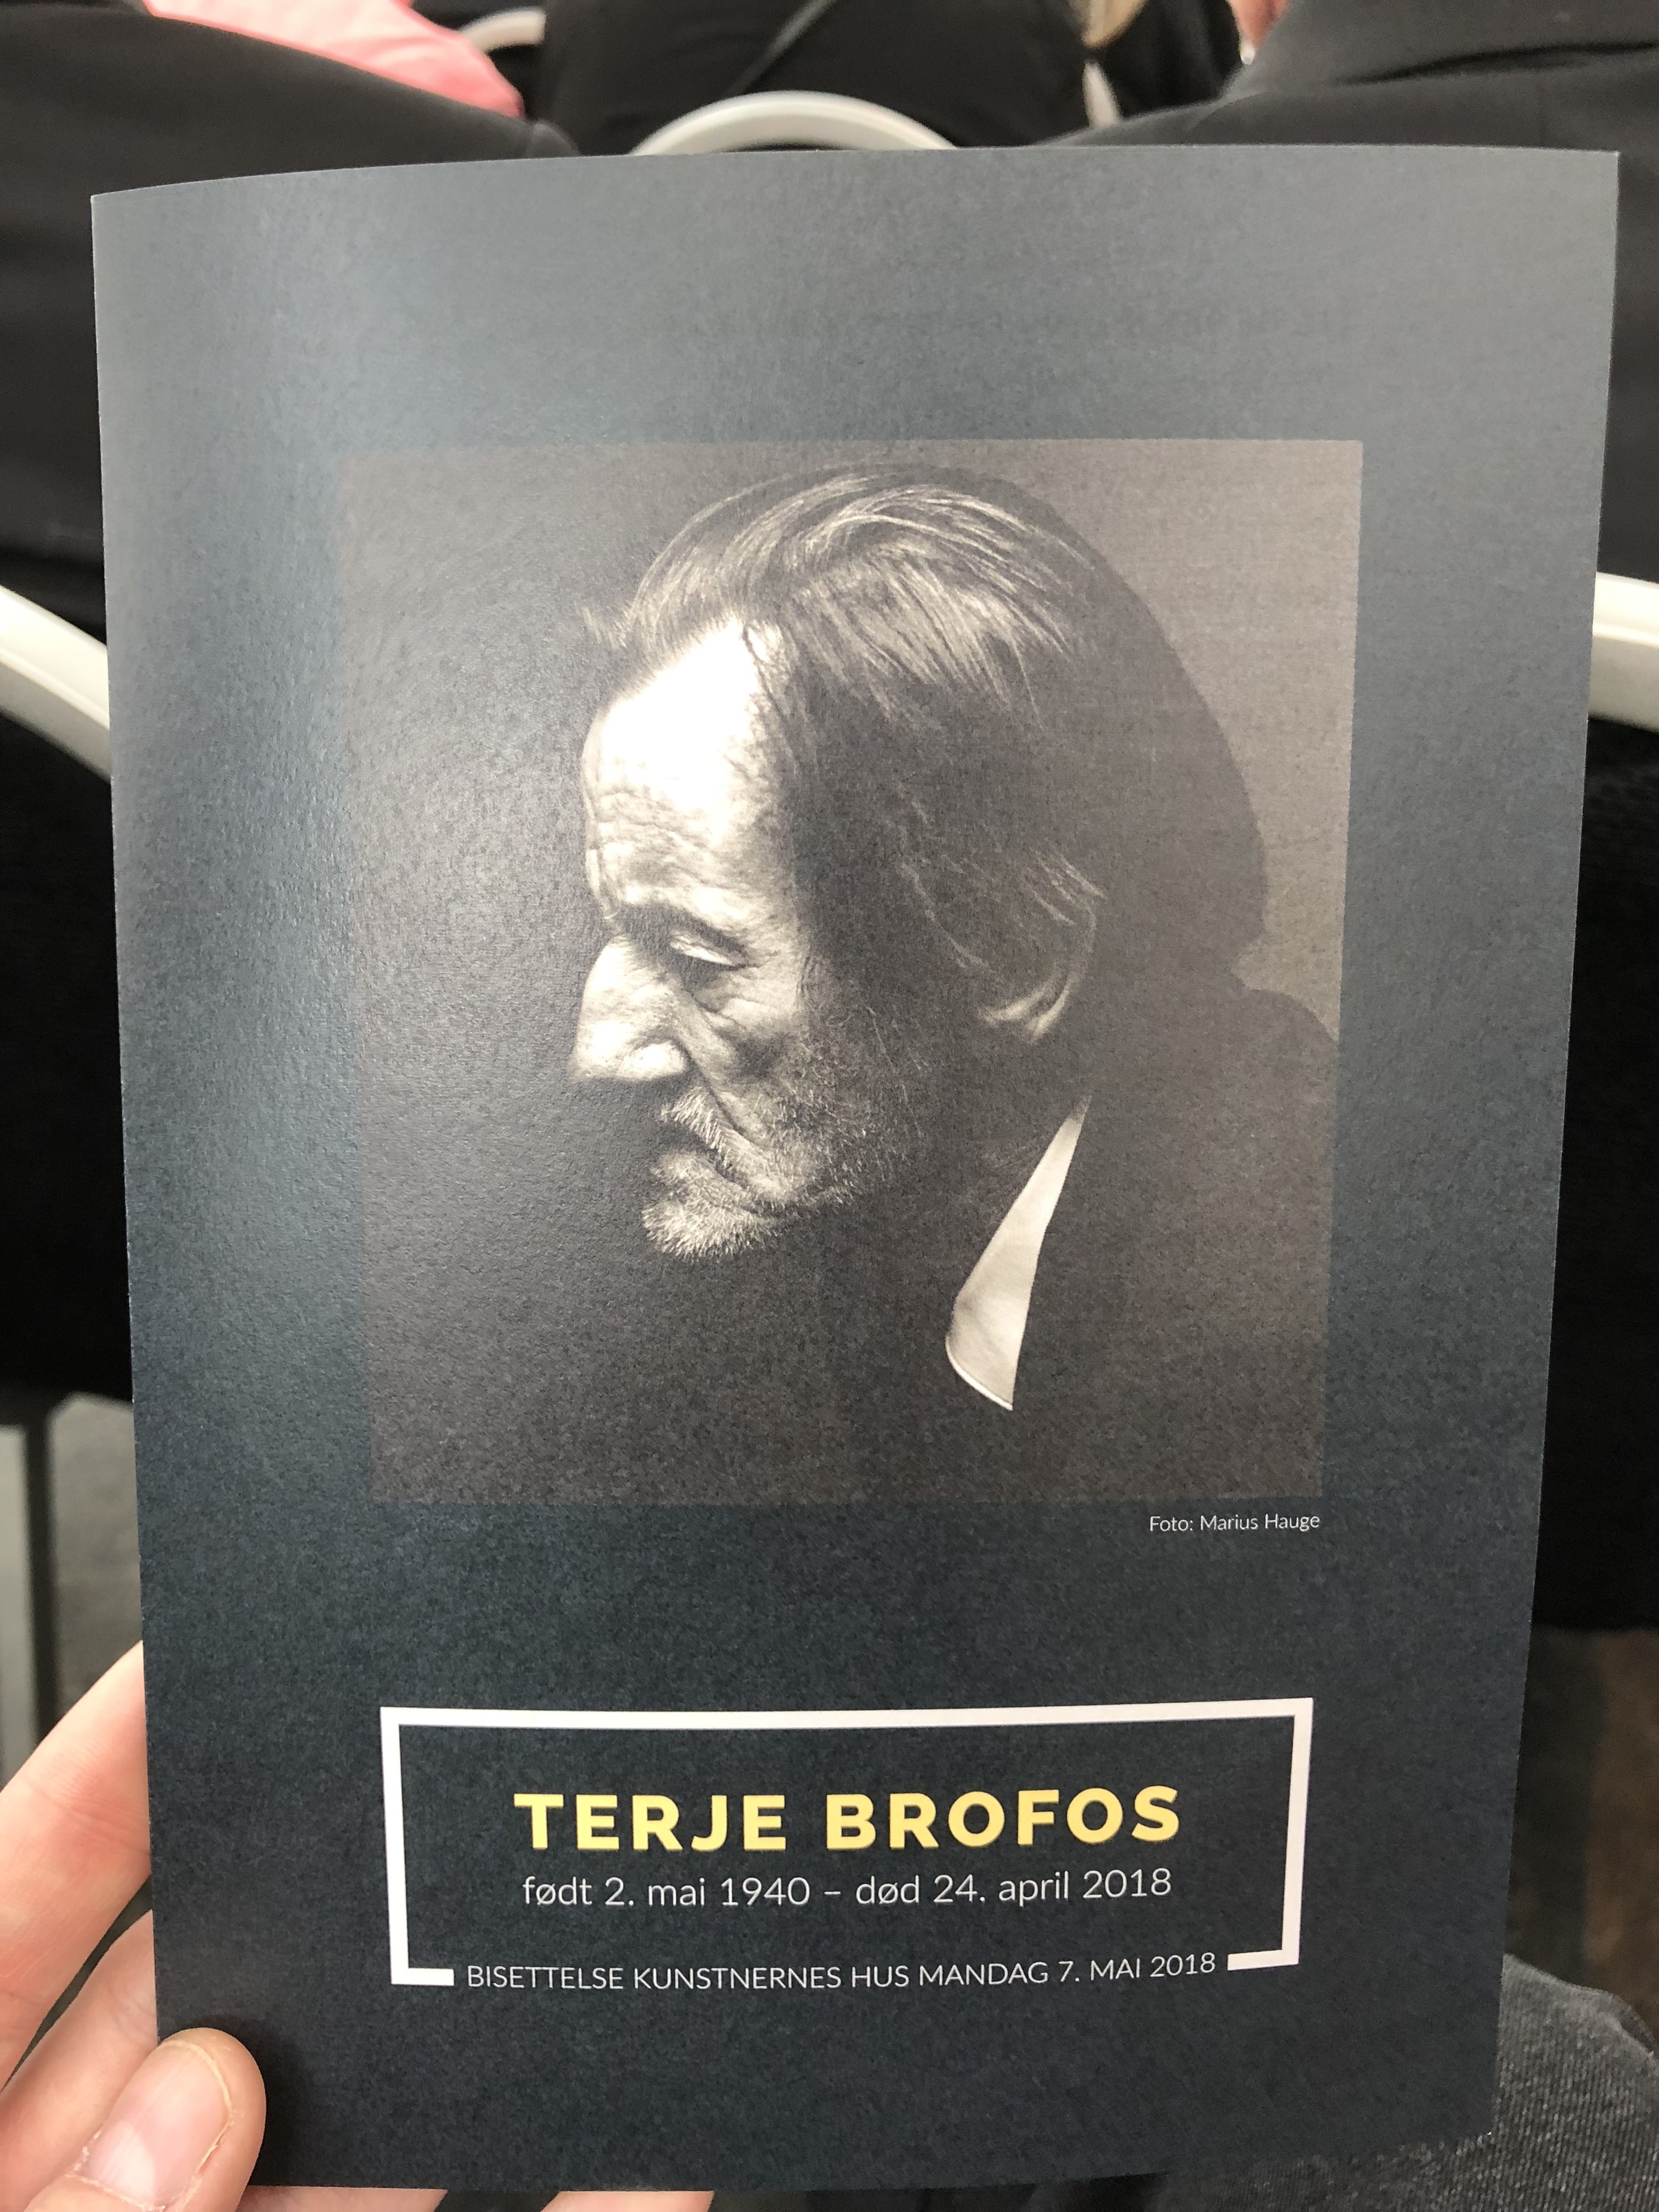 Foto: Marius Hauge
TERJE BROFOS
født 2. mai 1940 – død 24. april 2018
BISETTELSE KUNSTNERNES HUS MANDAG 7. MAI 2018